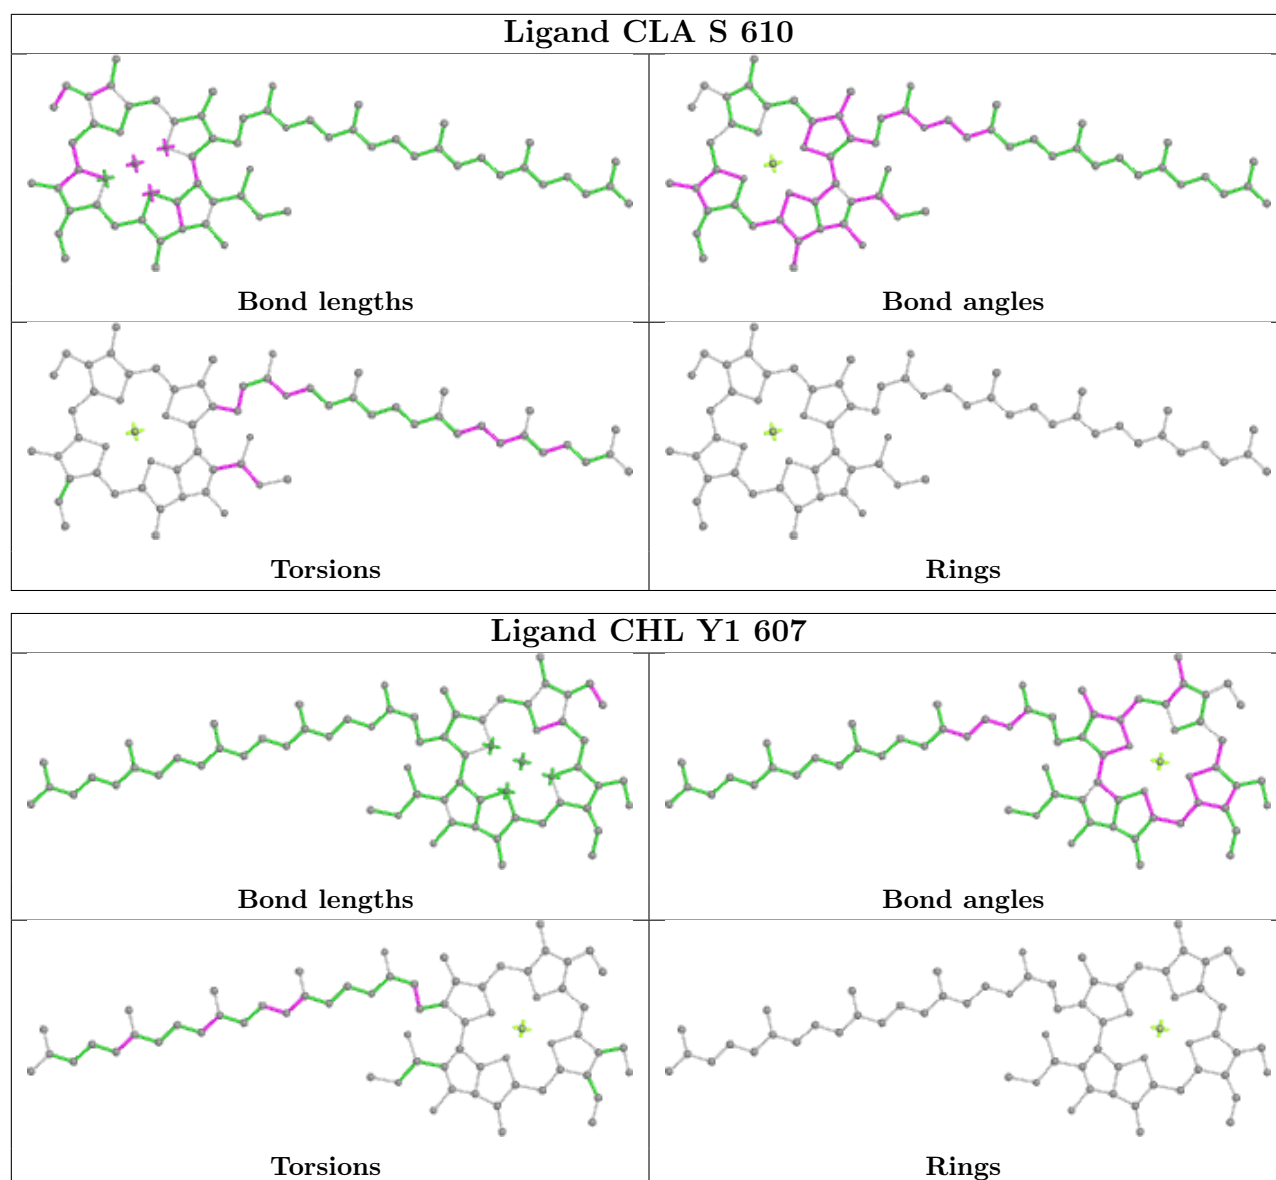 Ligand CLA S 610
Bond lengths
Bond angles
Torsions
Rings
Ligand CHL Y1 607
Bond lengths
Bond angles
Torsions
Rings